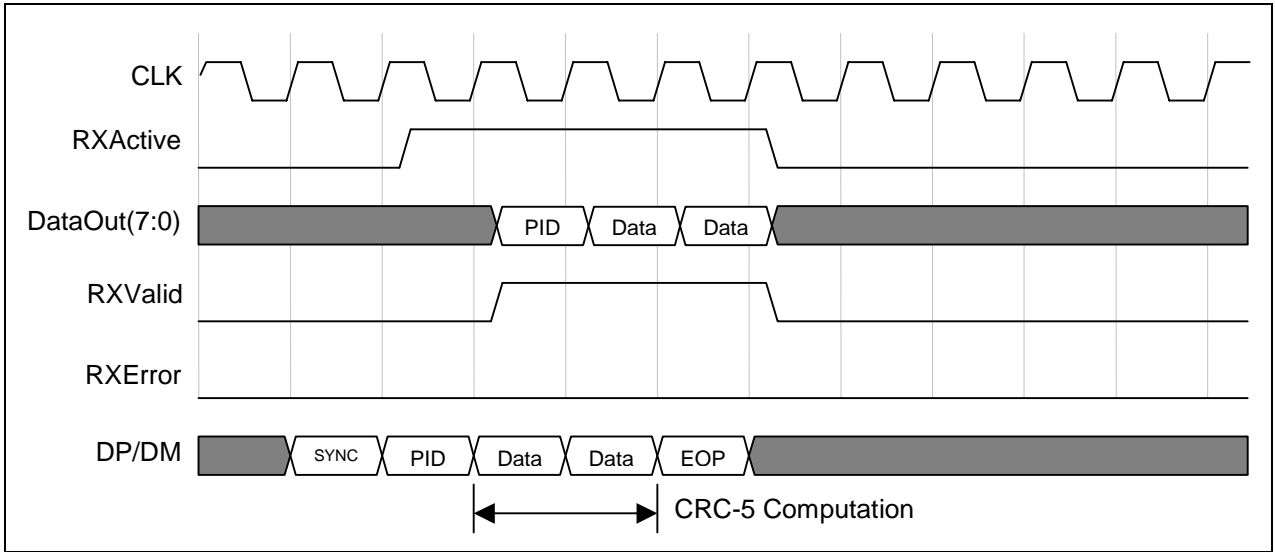 CLK
RXActive
DataOut(7:0) PID Data Data
RXValid
RXError
DP/DM SYNC PID Data Data EOP
CRC-5 Computation